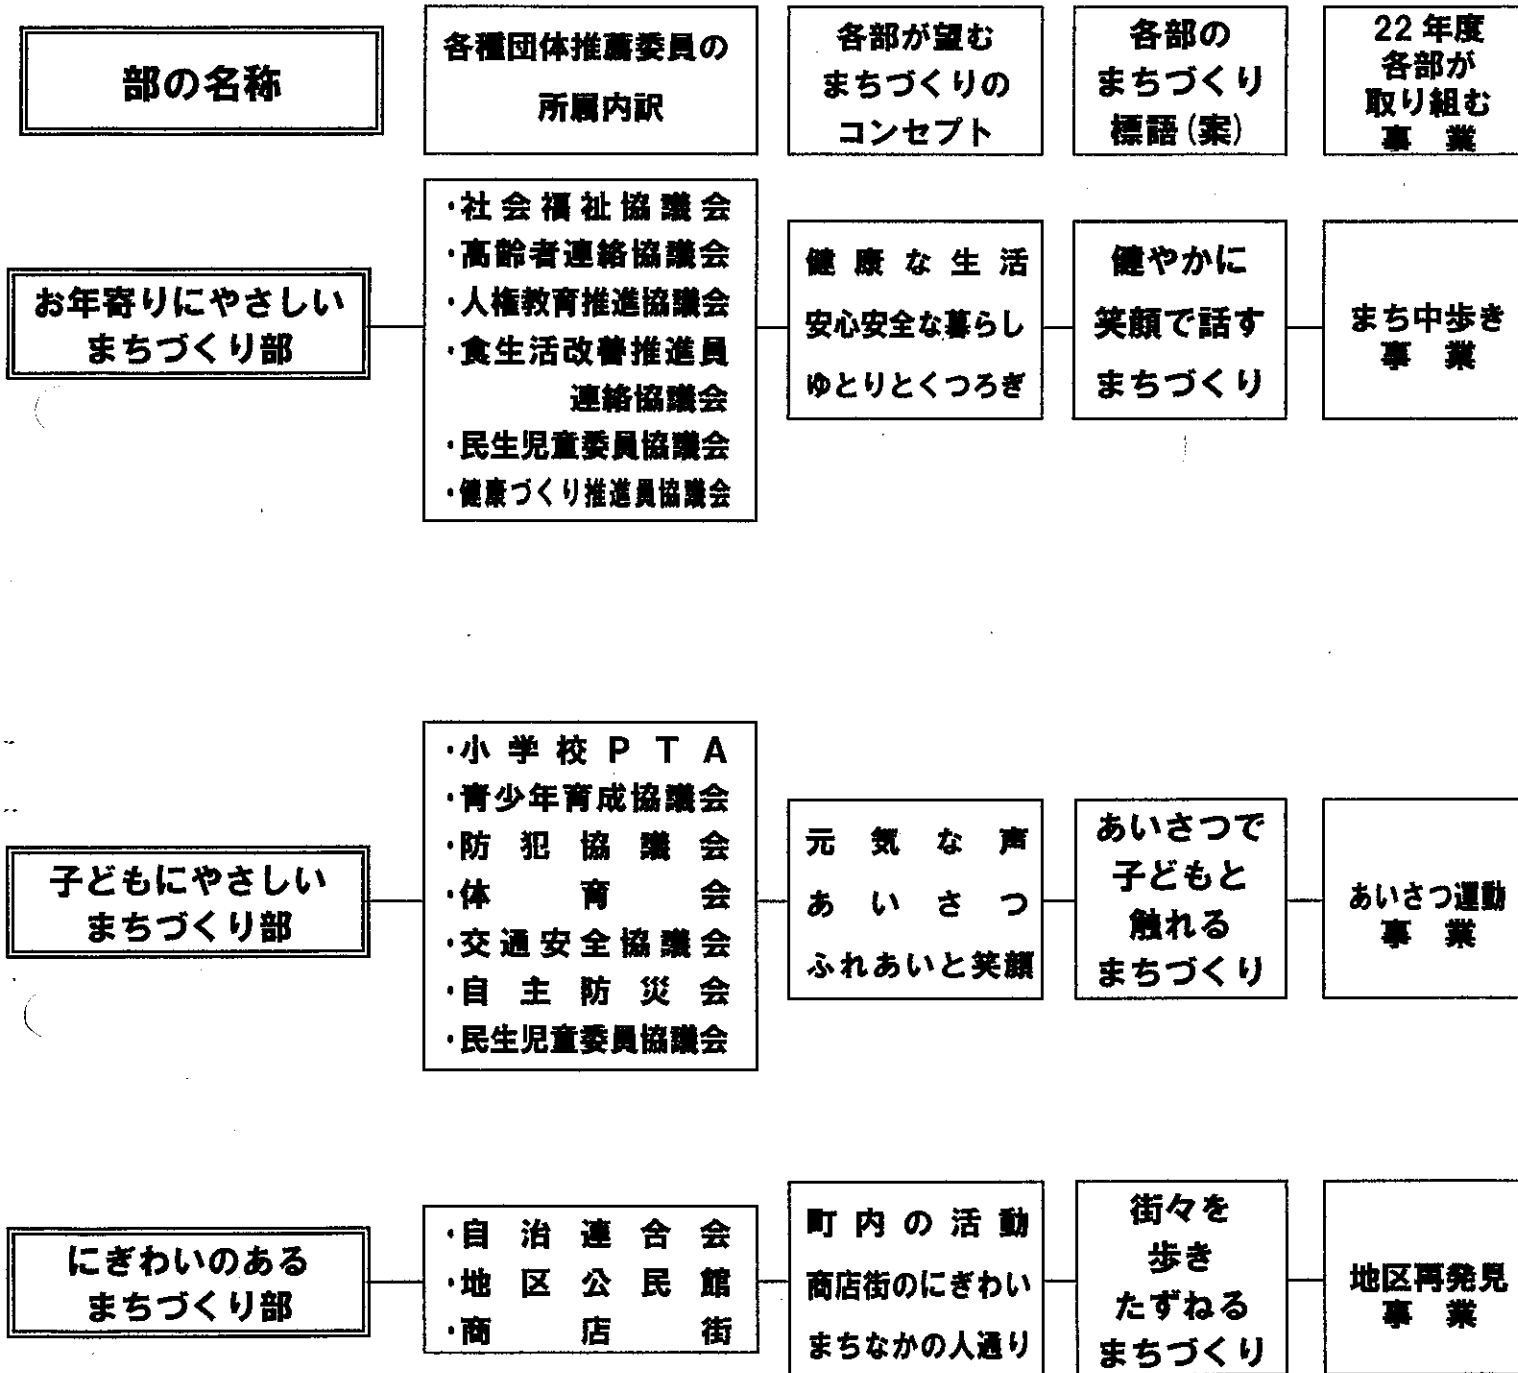 部の名称
各種団体推薦委員の
所属内訳
各部が望む
まちづくりの
コンセプト
各部の
まちづくり
標語(案)
22年度
各部が
取り組む
事 業
お年寄りにやさしい
まちづくり部
・社会福祉協議会
・高齢者連絡協議会
・人権教育推進協議会
・食生活改善推進員
連絡協議会
・民生児童委員協議会
・健康づくり推進員協議会
健康な生活
安心安全な暮らし
ゆとりとくつろぎ
健やかに
笑顔で話す
まちづくり
まち中歩き
事 業
子どもにやさしい
まちづくり部
・小学校PTA
・青少年育成協議会
・防犯協議会
・体育会
・交通安全協議会
・自主防災会
・民生児童委員協議会
元気な声
あいさつ
ふれあいと笑顔
あいさつで
子どもと
触れる
まちづくり
あいさつ運動
事 業
にぎわいのある
まちづくり部
・自治連合会
・地区公民館
・商店街
町内の活動
商店街のにぎわい
まちなかの人通り
街々を
歩き
たずねる
まちづくり
地区再発見
事 業